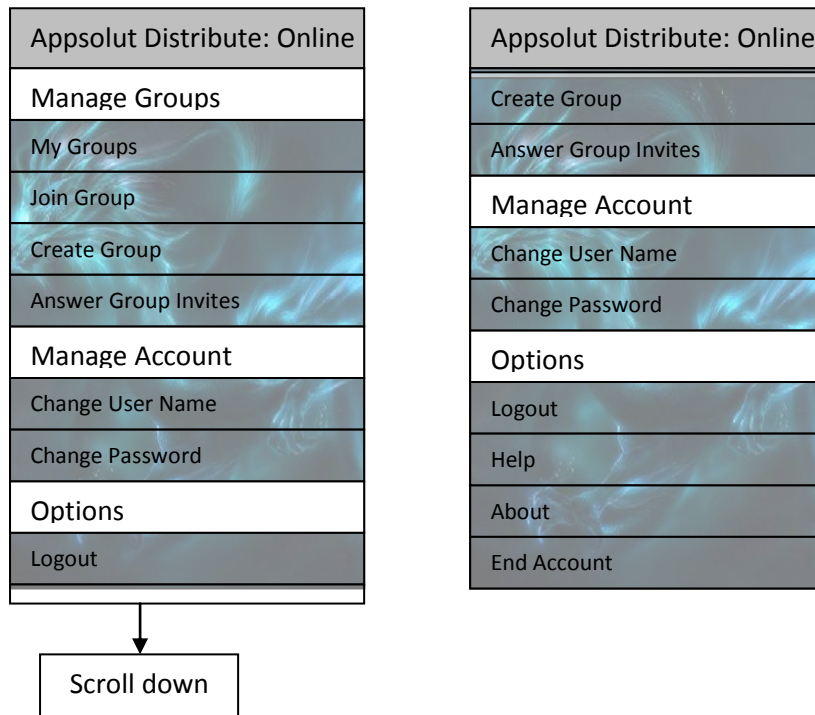 Appsolut Distribute: Online
Manage Groups
My Groups
Join Group
Create Group
Answer Group Invites
Manage Account
Change User Name
Change Password
Options
Logout
Scroll down
Appsolut Distribute: Online
Create Group
Answer Group Invites
Manage Account
Change User Name
Change Password
Options
Logout
Help
About
End Account